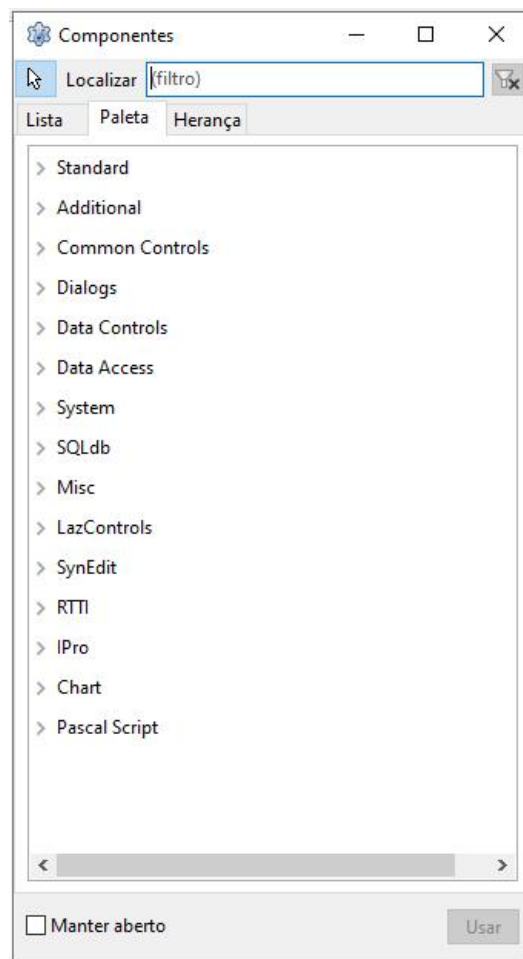 Componentes
Localizar (filtro)
Lista Paleta Herança
Standard
Additional
Common Controls
Dialogs
Data Controls
Data Access
System
SQLdb
Misc
LazControls
SynEdit
RTTI
IPro
Chart
Pascal Script
Manter aberto Usar